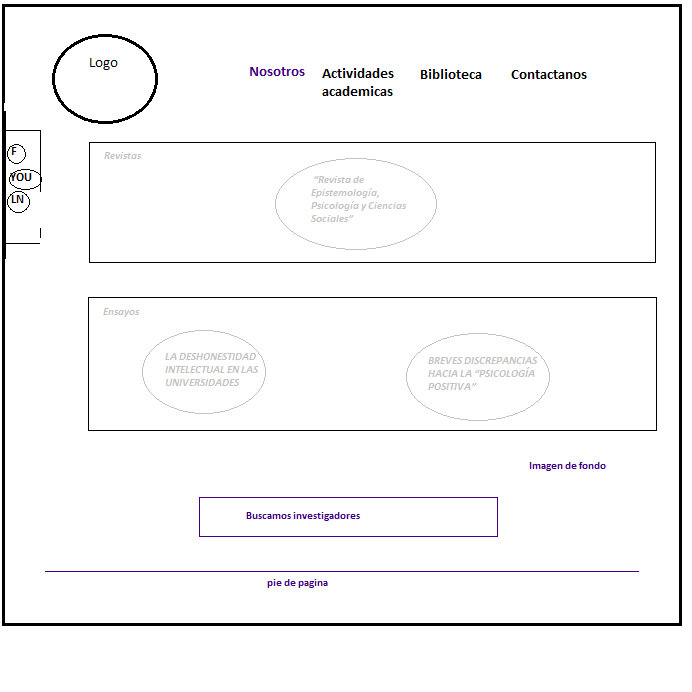 Logo
Nosotros
Actividades
academicas
Biblioteca
Contactanos
F
YOU
LN
Revistas
“Revista de
Epistemología,
Psicología y Ciencias
Sociales”
Ensayos
LA DESHONESTIDAD
INTELECTUAL EN LAS
UNIVERSIDADES
BREVES DISCREPANCIAS
HACIA LA “PSICOLOGÍA
POSITIVA”
Imagen de fondo
Buscamos investigadores
pie de pagina